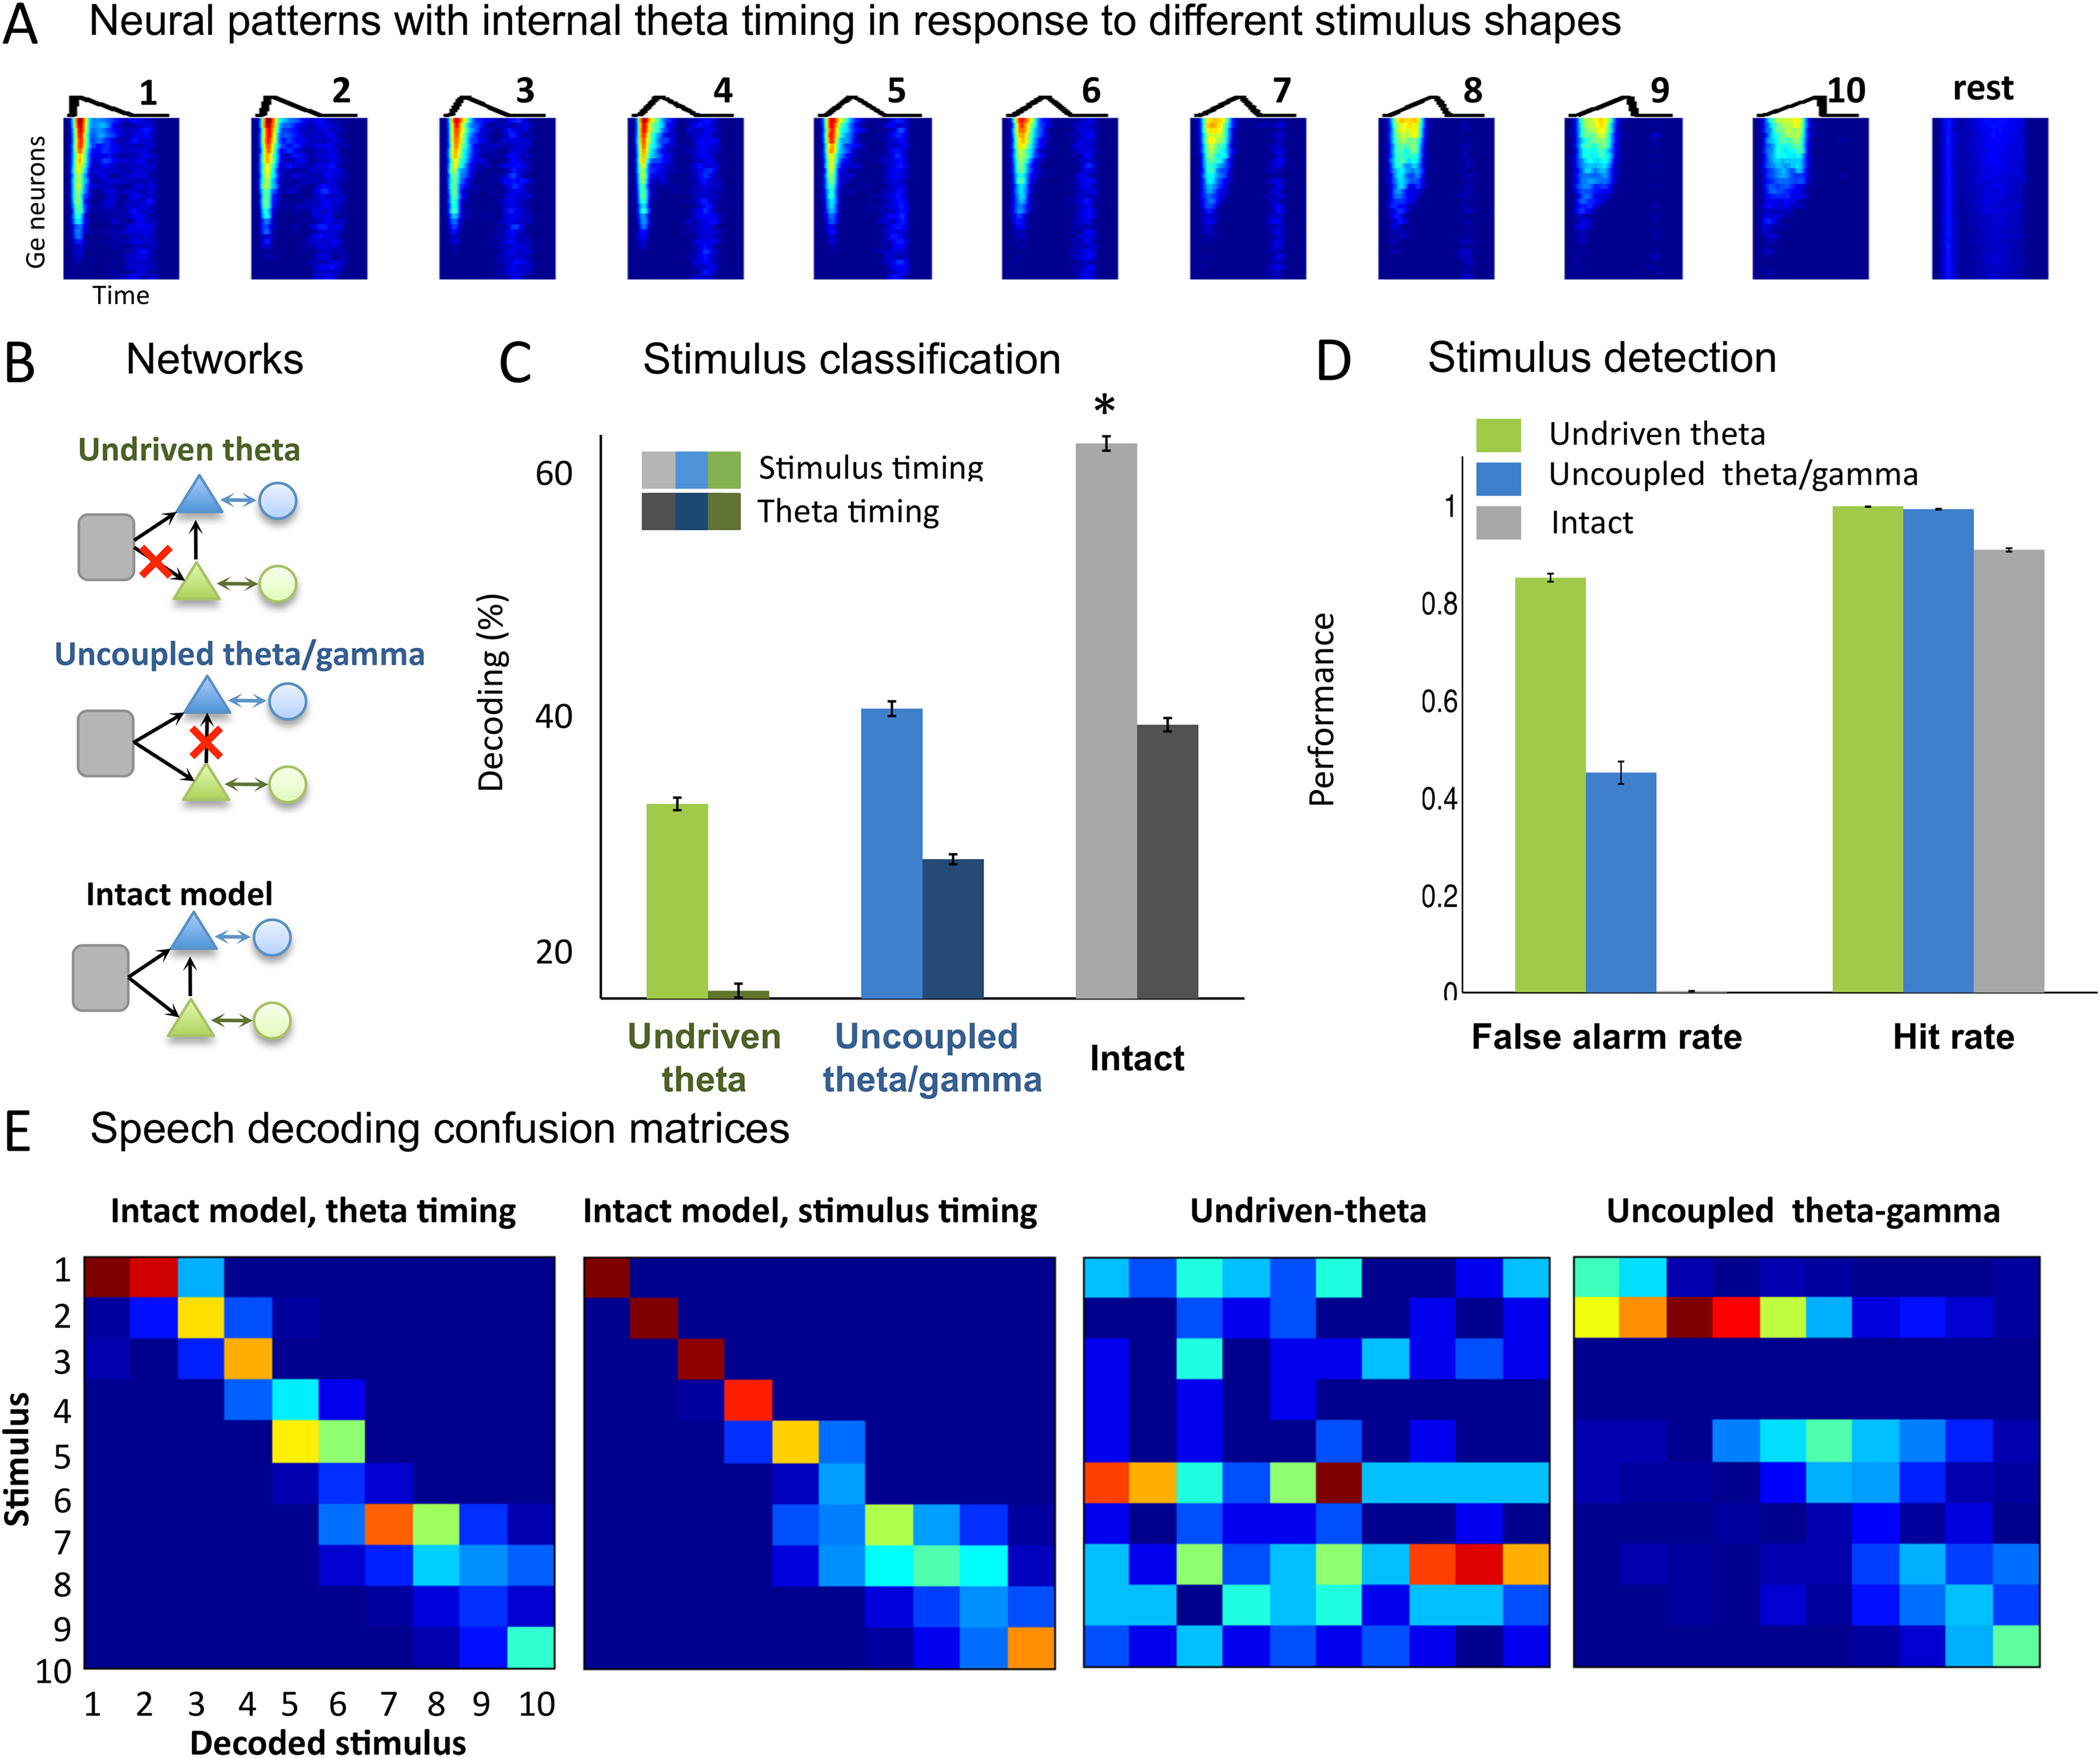 A Neural patterns with internal theta timing in response to different stimulus shapes
1 2 3 4 5 6 7 8 9 10 rest
Ge neurons
Time
B Networks
Undriven theta
Uncoupled theta/gamma
Intact model
C Stimulus classification
*
Stimulus timing
Theta timing
Decoding (%)
60
40
20
Undriven
theta
Uncoupled
theta/gamma
Intact
D Stimulus detection
Undriven theta
Uncoupled theta/gamma
Intact
Performance
1
0.8
0.6
0.4
0.2
0
False alarm rate
Hit rate
E Speech decoding confusion matrices
Intact model, theta timing
Intact model, stimulus timing
Undriven-theta
Uncoupled theta-gamma
Stimulus
1
2
3
4
5
6
7
8
9
10
1 2 3 4 5 6 7 8 9 10
Decoded stimulus